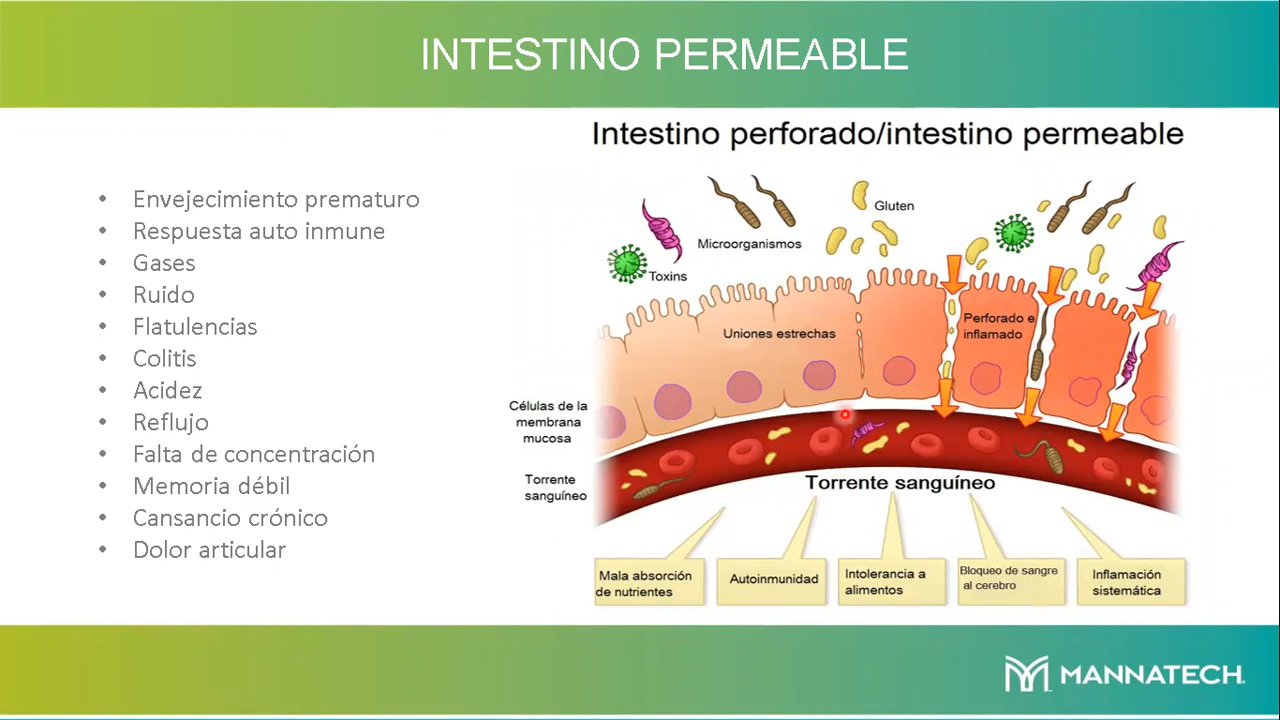 INTESTINO PERMEABLE
• Envejecimiento prematuro
• Respuesta auto inmune
• Gases
• Ruido
• Flatulencias
• Colitis
• Acidez
• Reflujo
• Falta de concentración
• Memoria débil
• Cansancio crónico
• Dolor articular
Intestino perforado/intestino permeable
Gluten
Microorganismos
Toxins
Uniones estrechas
Perforado e
inflamado
Células de la
membrana
mucosa
Torrente
sanguíneo
Torrente sanguíneo
Mala absorción
de nutrientes
Autoinmunidad
Intolerancia a
alimentos
Bloqueo de sangre
al cerebro
Inflamación
sistemática
MANNATECH